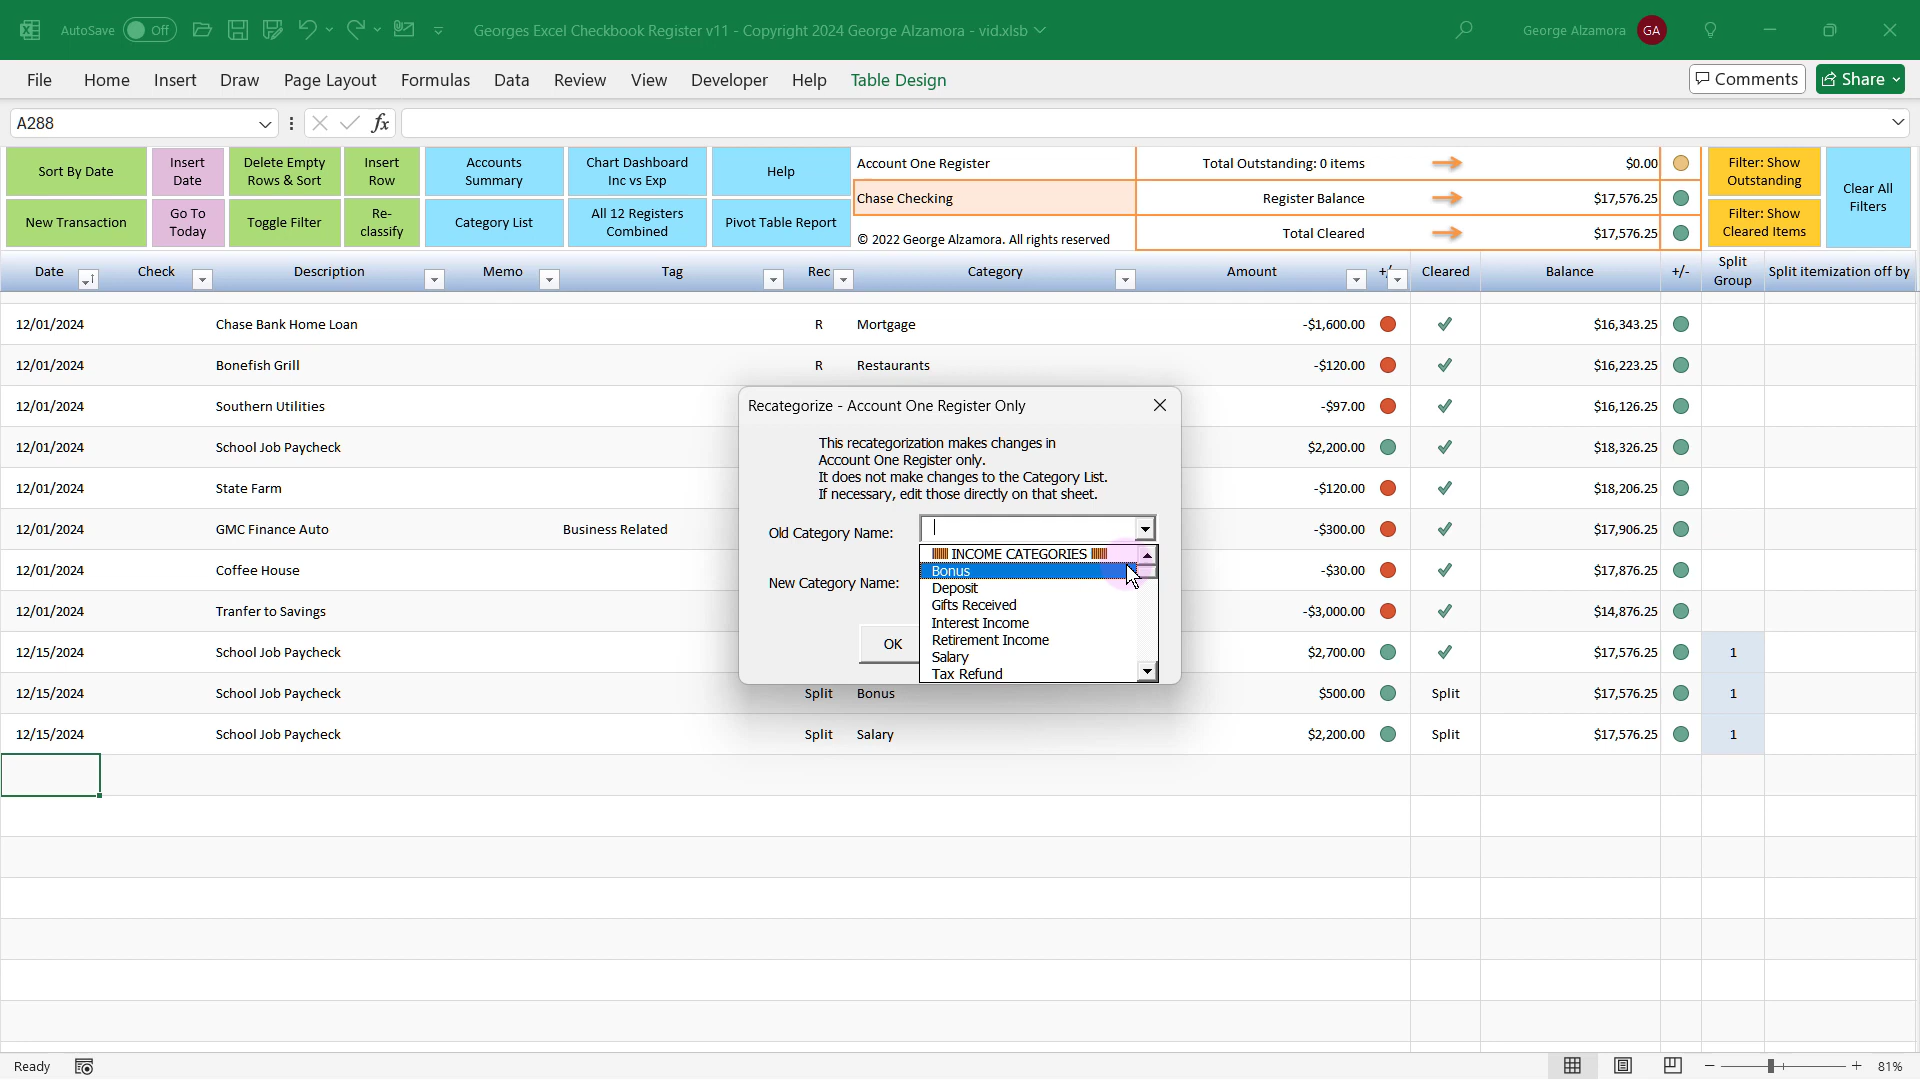 AutoSave Off Georges Excel Checkbook Register v11 - Copyright 2024 George Alzamora - vid.xlsb George Alzamora GA
File Home Insert Draw Page Layout Formulas Data Review View Developer Help Table Design Comments Share
A288 fx
Sort By Date
Insert
Date
Delete Empty
Rows & Sort
Insert
Row
Accounts
Summary
Chart Dashboard
Inc vs Exp
Help
New Transaction
Go To
Today
Toggle Filter
Re-
classify
Category List
All 12 Registers
Combined
Pivot Table Report
Account One Register
Chase Checking
© 2022 George Alzamora. All rights reserved
Total Outstanding: 0 items $0.00
Register Balance $17,576.25
Total Cleared $17,576.25
Filter: Show
Outstanding
Filter: Show
Cleared Items
Clear All
Filters
Date Check Description Memo Tag Rec Category Amount +/ Cleared Balance +/- Split
Group Split itemization off by
12/01/2024 Chase Bank Home Loan R Mortgage -$1,600.00 $16,343.25
12/01/2024 Bonefish Grill R Restaurants -$120.00 $16,223.25
12/01/2024 Southern Utilities -$97.00 $16,126.25
12/01/2024 School Job Paycheck $2,200.00 $18,326.25
12/01/2024 State Farm -$120.00 $18,206.25
12/01/2024 GMC Finance Auto Business Related -$300.00 $17,906.25
12/01/2024 Coffee House -$30.00 $17,876.25
12/01/2024 Tranfer to Savings -$3,000.00 $14,876.25
12/15/2024 School Job Paycheck $2,700.00 $17,576.25 1
12/15/2024 School Job Paycheck Split Bonus $500.00 Split $17,576.25 1
12/15/2024 School Job Paycheck Split Salary $2,200.00 Split $17,576.25 1
Recategorize - Account One Register Only
This recategorization makes changes in
Account One Register only.
It does not make changes to the Category List.
If necessary, edit those directly on that sheet.
Old Category Name:
New Category Name:
OK
INCOME CATEGORIES
Bonus
Deposit
Gifts Received
Interest Income
Retirement Income
Salary
Tax Refund
Ready 81%